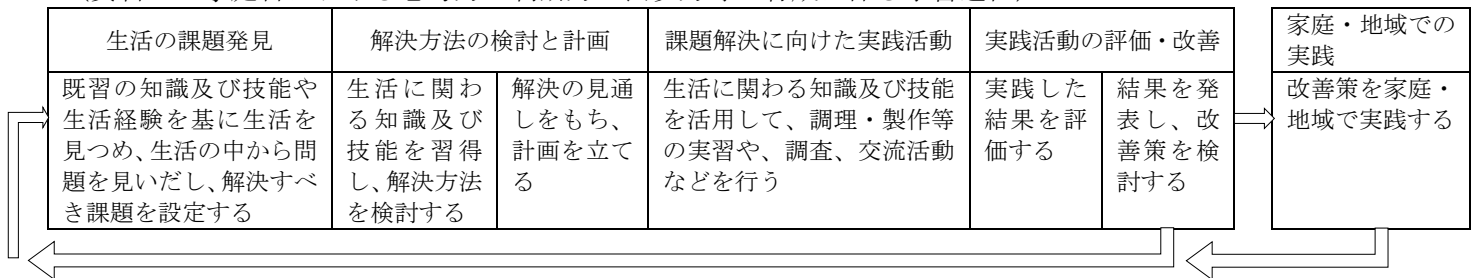 生活の課題発見
解決方法の検討と計画
課題解決に向けた実践活動
実践活動の評価・改善
家庭・地域での
実践
既習の知識及び技能や
生活経験を基に生活を
見つめ、生活の中から問
題を見いだし、解決すべ
き課題を設定する
生活に関わ
る知識及び
技能を習得
し、解決方法
を検討する
解決の見通
しをもち、
計画を立て
る
生活に関わる知識及び技能
を活用して、調理・製作等
の実習や、調査、交流活動
などを行う
実践した
結果を評
価する
結果を発
表し、改
善策を検
討する
改善策を家庭・
地域で実践する